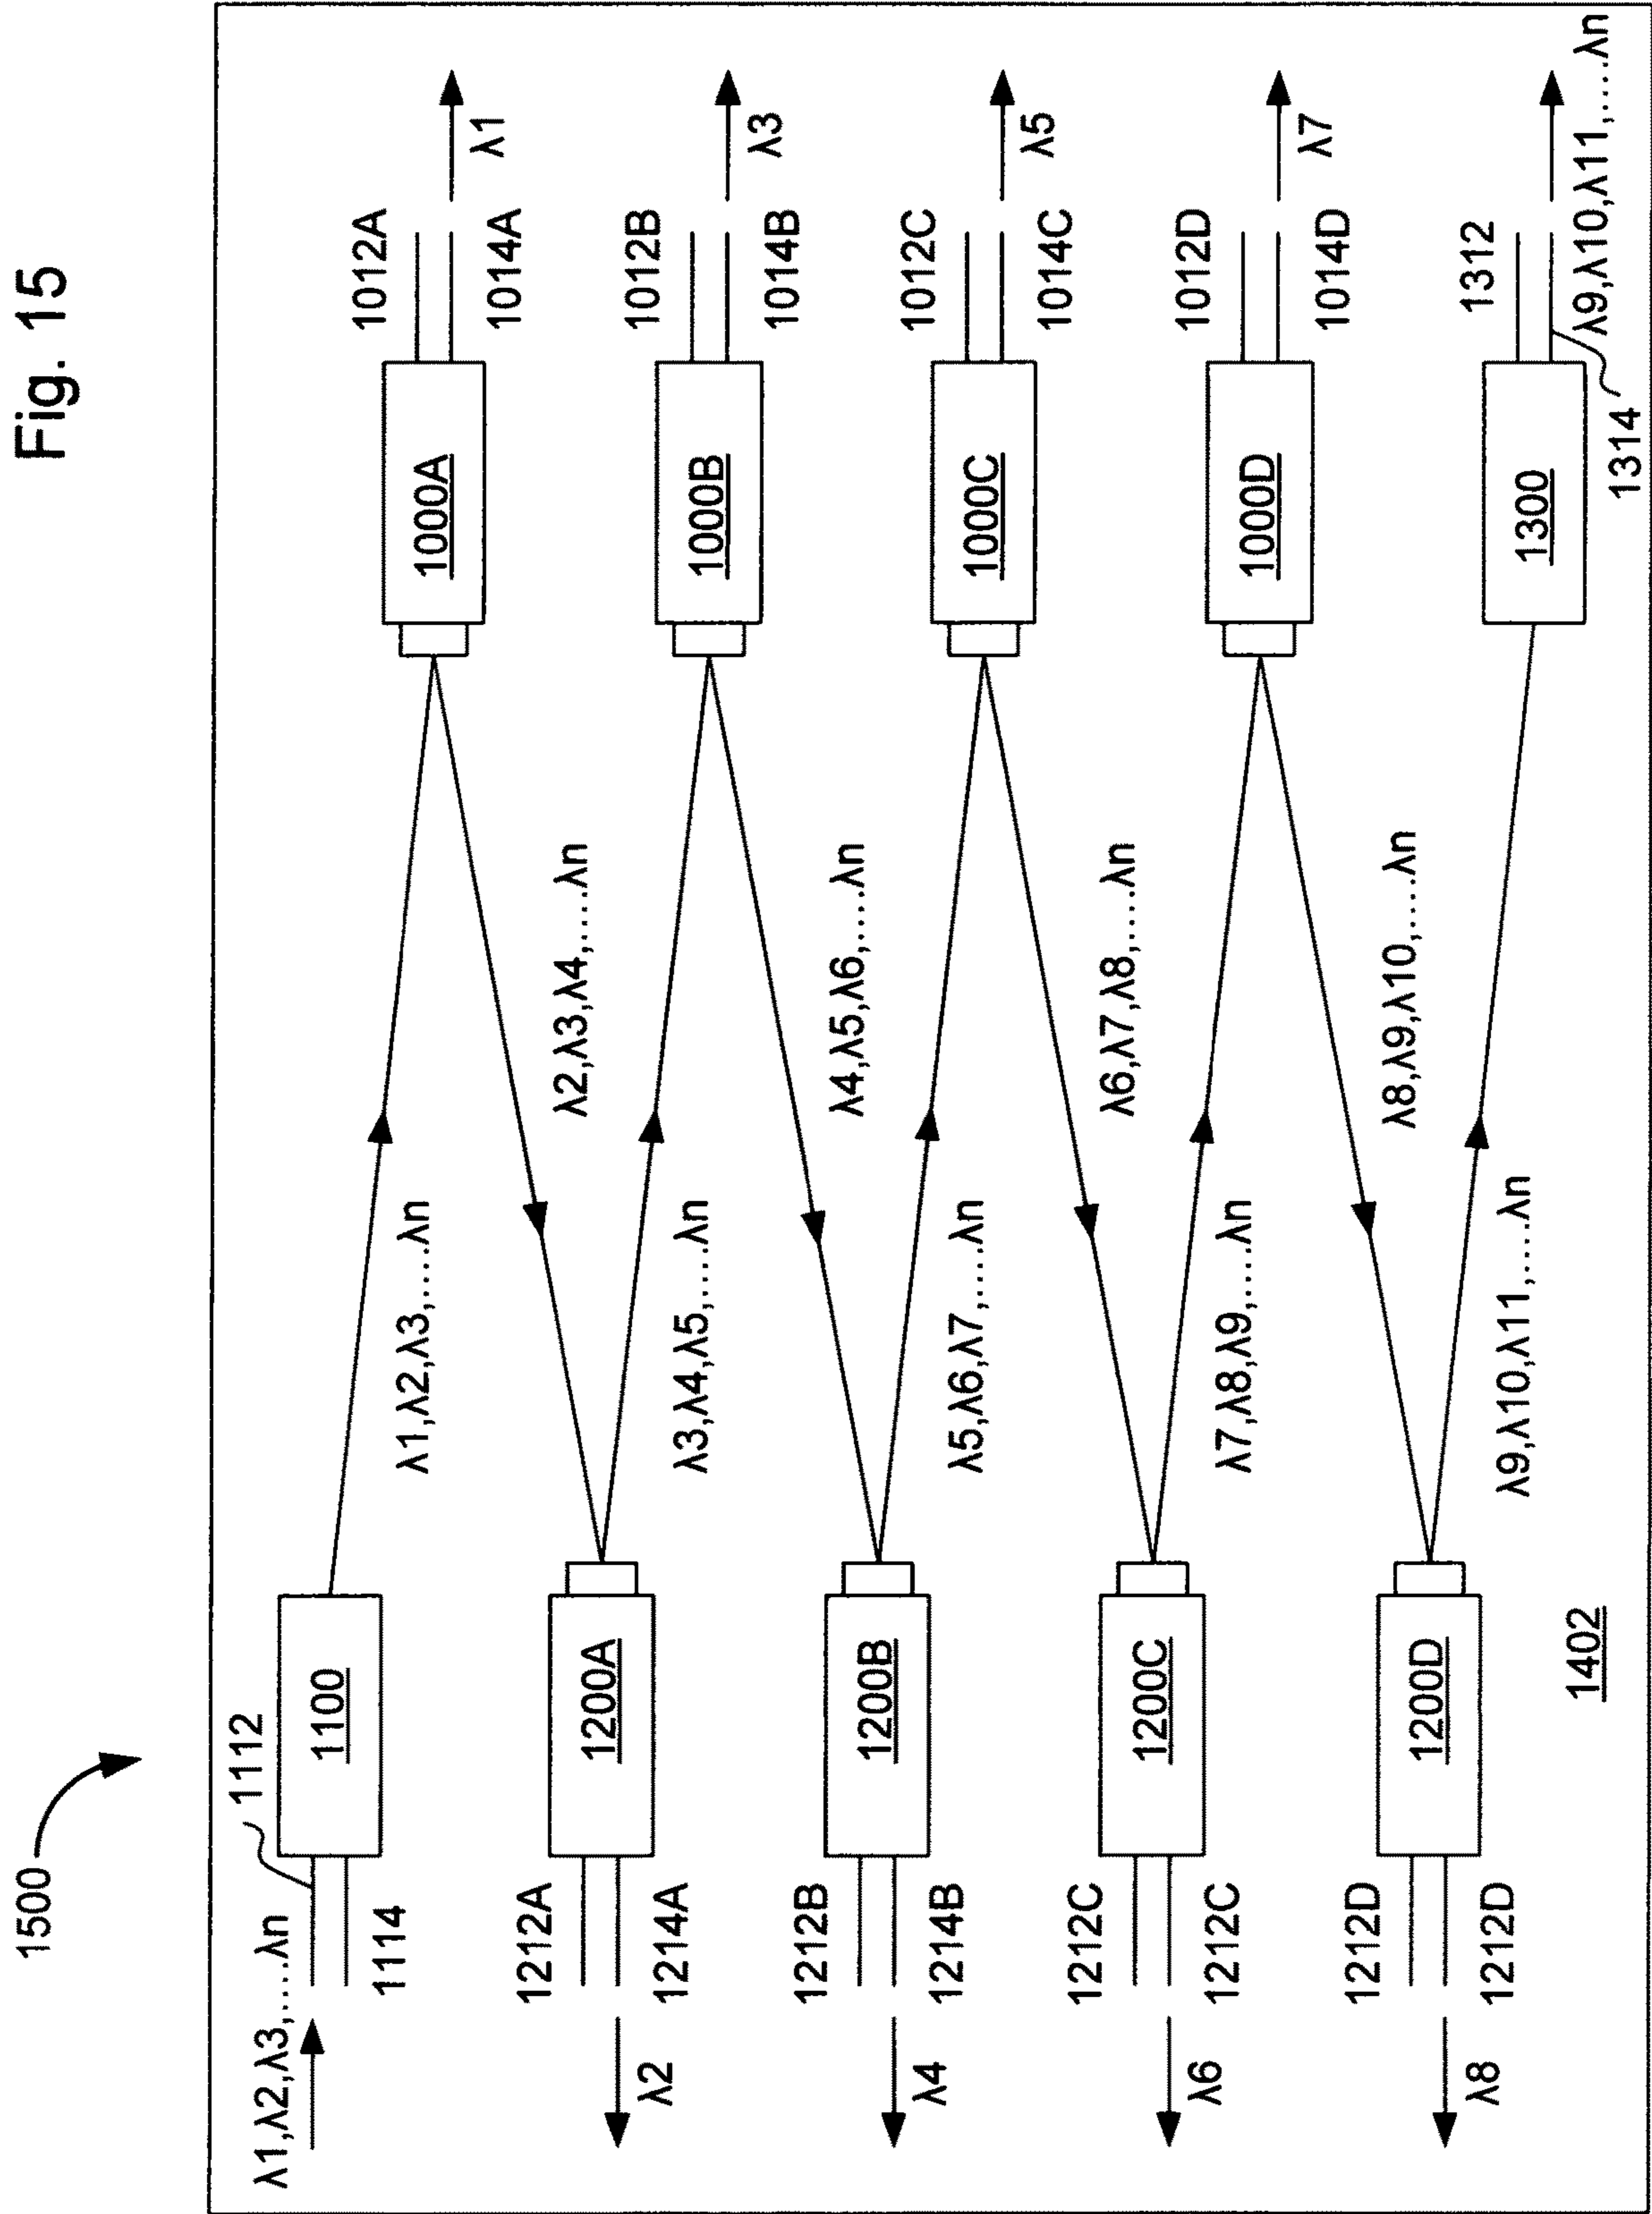 Fig. 15
1500
λ1,λ2,λ3,....λn
1112
1114
1100
λ1,λ2,λ3,....λn
1000A
1012A
1014A
λ1
λ2,λ3,λ4,....λn
1212A
1214A
λ2
1200A
λ3,λ4,λ5,....λn
1000B
1012B
1014B
λ3
λ4,λ5,λ6,....λn
1212B
1214B
λ4
1200B
λ5,λ6,λ7,....λn
1000C
1012C
1014C
λ5
λ6,λ7,λ8,....λn
1212C
1212C
λ6
1200C
λ7,λ8,λ9,....λn
1000D
1012D
1014D
λ7
λ8,λ9,λ10,....λn
1212D
1212D
λ8
1200D
λ9,λ10,λ11,....λn
1300
1312
1314
λ9,λ10,λ11,....λn
1402